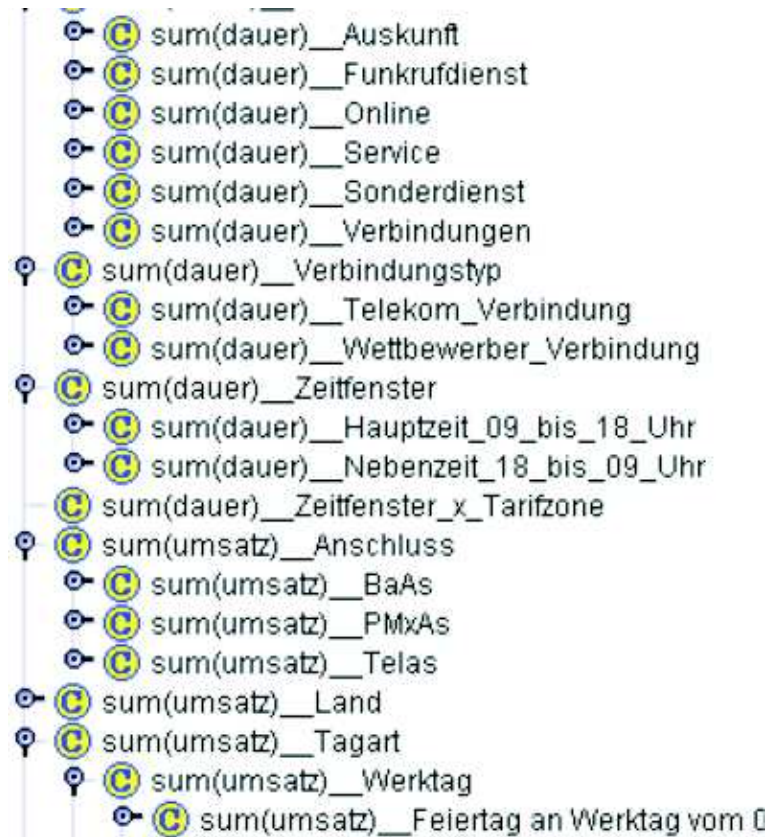 sum(dauer)__Auskunft
sum(dauer)__Funkrufdienst
sum(dauer)__Online
sum(dauer)__Service
sum(dauer)__Sonderdienst
sum(dauer)__Verbindungen
sum(dauer)__Verbindungstyp
sum(dauer)__Telekom_Verbindung
sum(dauer)__Wettbewerber_Verbindung
sum(dauer)__Zeitfenster
sum(dauer)__Hauptzeit_09_bis_18_Uhr
sum(dauer)__Nebenzeit_18_bis_09_Uhr
sum(dauer)__Zeitfenster_x_Tarifzone
sum(umsatz)__Anschluss
sum(umsatz)__BaAs
sum(umsatz)__PMxAs
sum(umsatz)__Telas
sum(umsatz)__Land
sum(umsatz)__Tagart
sum(umsatz)__Werktag
sum(umsatz)__Feiertag an Werktag vom